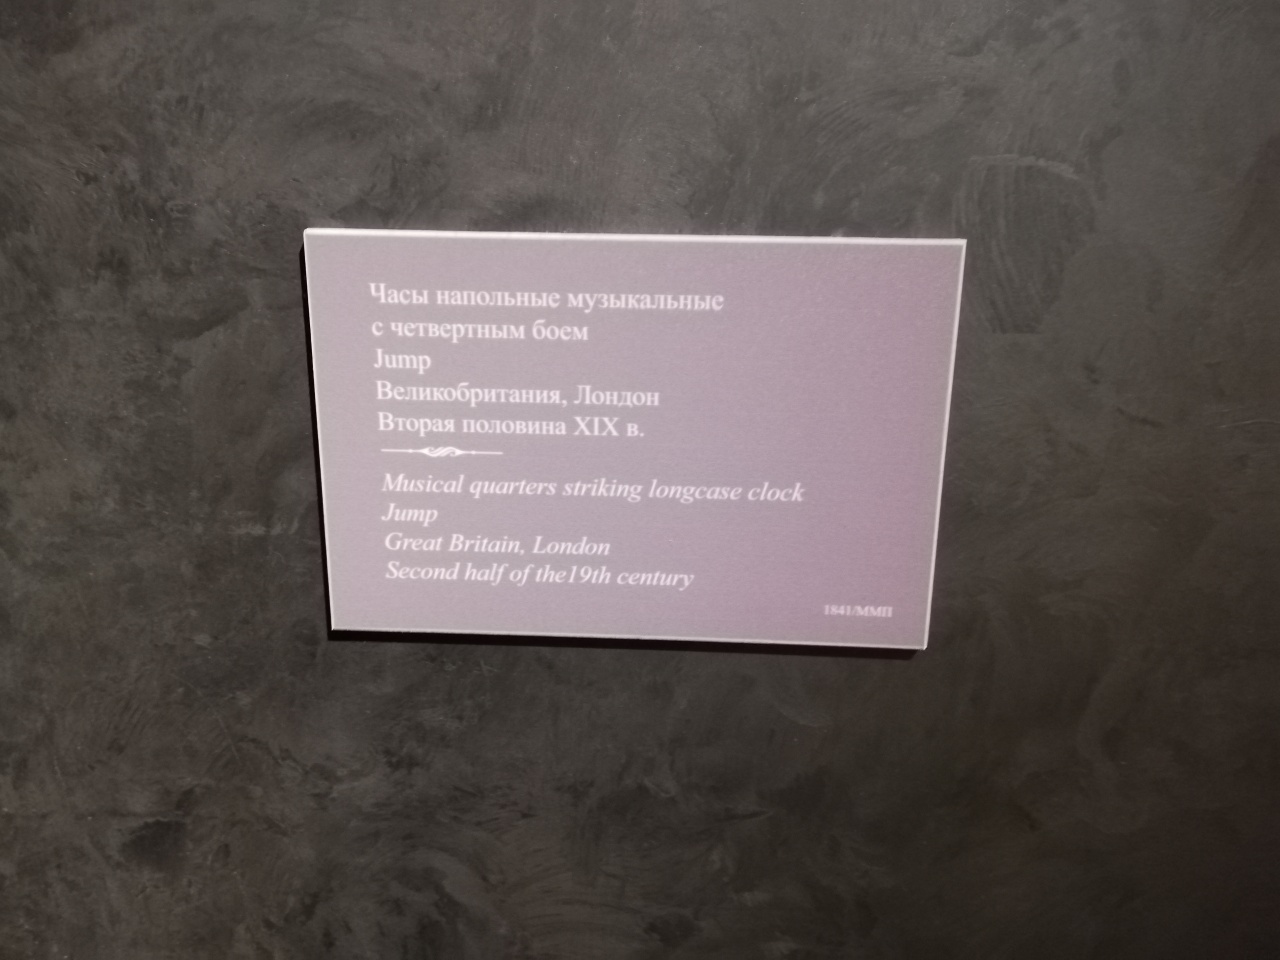 Часы напольные музыкальные
с четвертным боем
Jump
Великобритания, Лондон
Вторая половина XIX в.
Musical quarters striking longcase clock
Jump
Great Britain, London
Second half of the19th century
1841/ММП